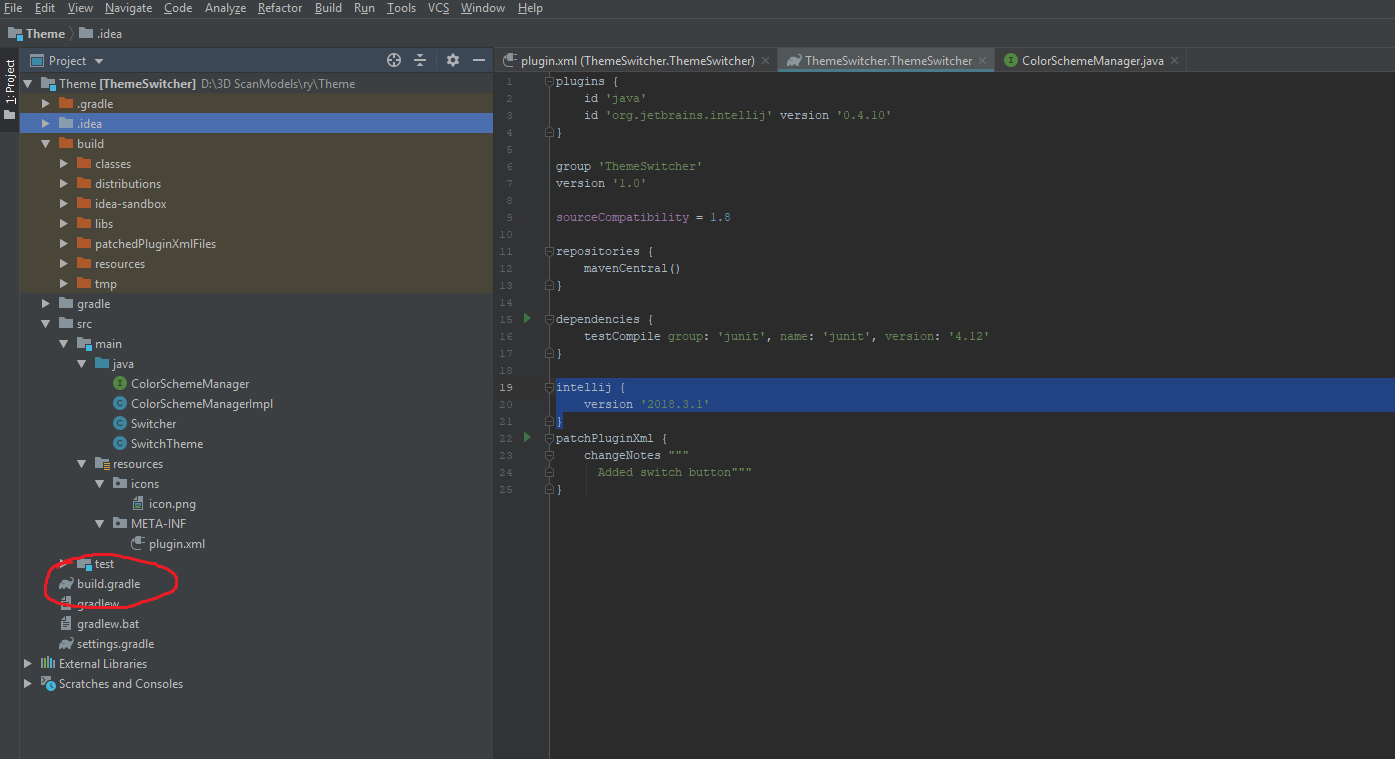 File Edit View Navigate Code Analyze Refactor Build Run Tools VCS Window Help
Theme .idea
1: Project
Project
Theme [ThemeSwitcher] D:\3D ScanModels\ry\Theme
.gradle
.idea
build
classes
distributions
idea-sandbox
libs
patchedPluginXmlFiles
resources
tmp
gradle
src
main
java
ColorSchemeManager
ColorSchemeManagerImpl
Switcher
SwitchTheme
resources
icons
icon.png
META-INF
plugin.xml
test
build.gradle
gradlew
gradlew.bat
settings.gradle
External Libraries
Scratches and Consoles
plugin.xml (ThemeSwitcher.ThemeSwitcher) ThemeSwitcher.ThemeSwitcher ColorSchemeManager.java
1 plugins {
2 id 'java'
3 id 'org.jetbrains.intellij' version '0.4.10'
4 }
5
6 group 'ThemeSwitcher'
7 version '1.0'
8
9 sourceCompatibility = 1.8
10
11 repositories {
12 mavenCentral()
13 }
14
15 dependencies {
16 testCompile group: 'junit', name: 'junit', version: '4.12'
17 }
18
19 intellij {
20 version '2018.3.1'
21 }
22 patchPluginXml {
23 changeNotes """
24 Added switch button"""
25 }